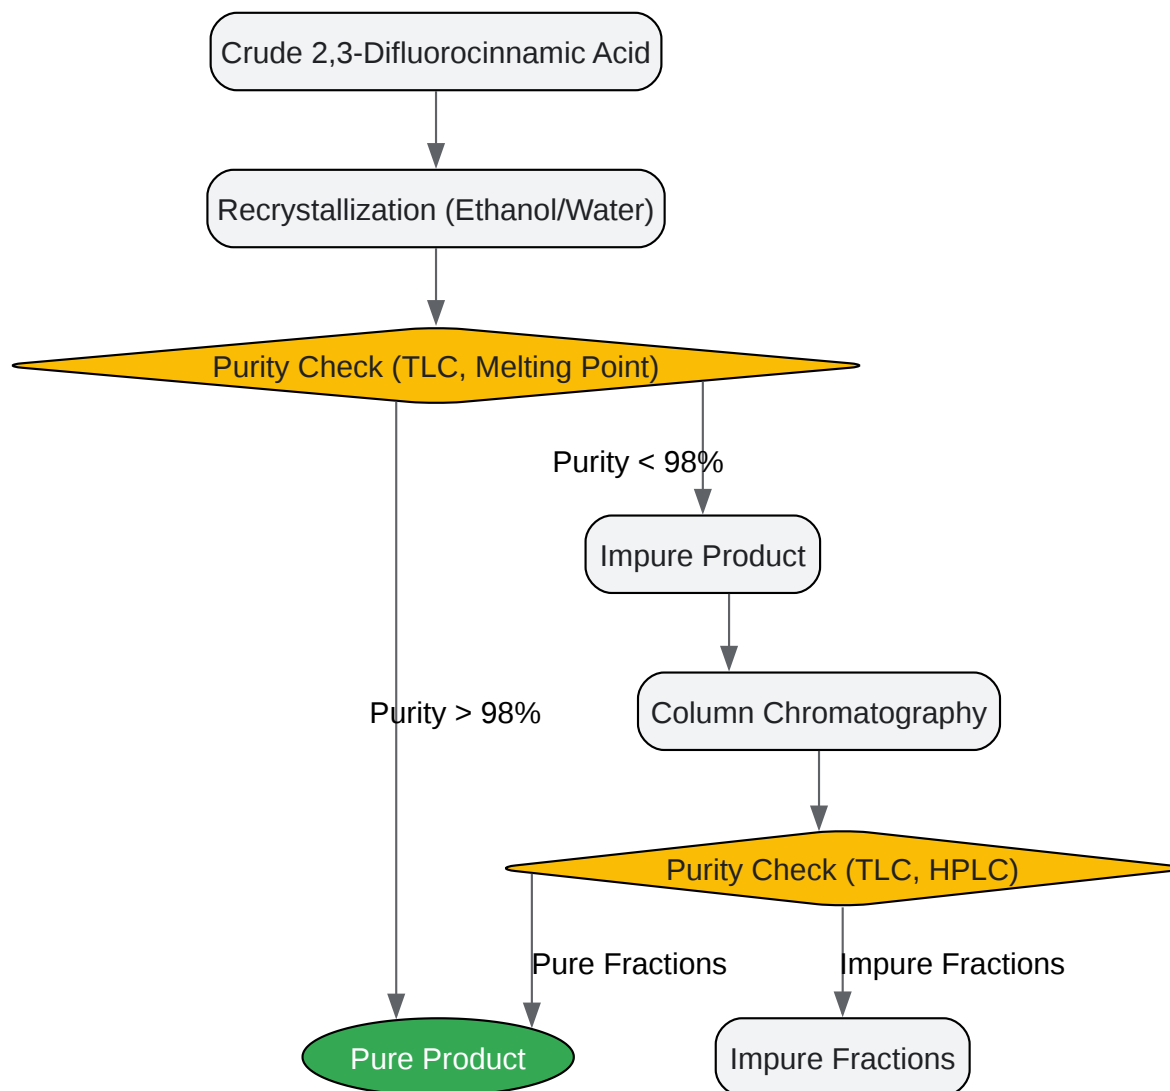 Crude 2,3-Difluorocinnamic Acid
Recrystallization (Ethanol/Water)
Purity Check (TLC, Melting Point)
Purity < 98%
Impure Product
Purity > 98%
Column Chromatography
Purity Check (TLC, HPLC)
Pure Fractions
Impure Fractions
Pure Product
Impure Fractions